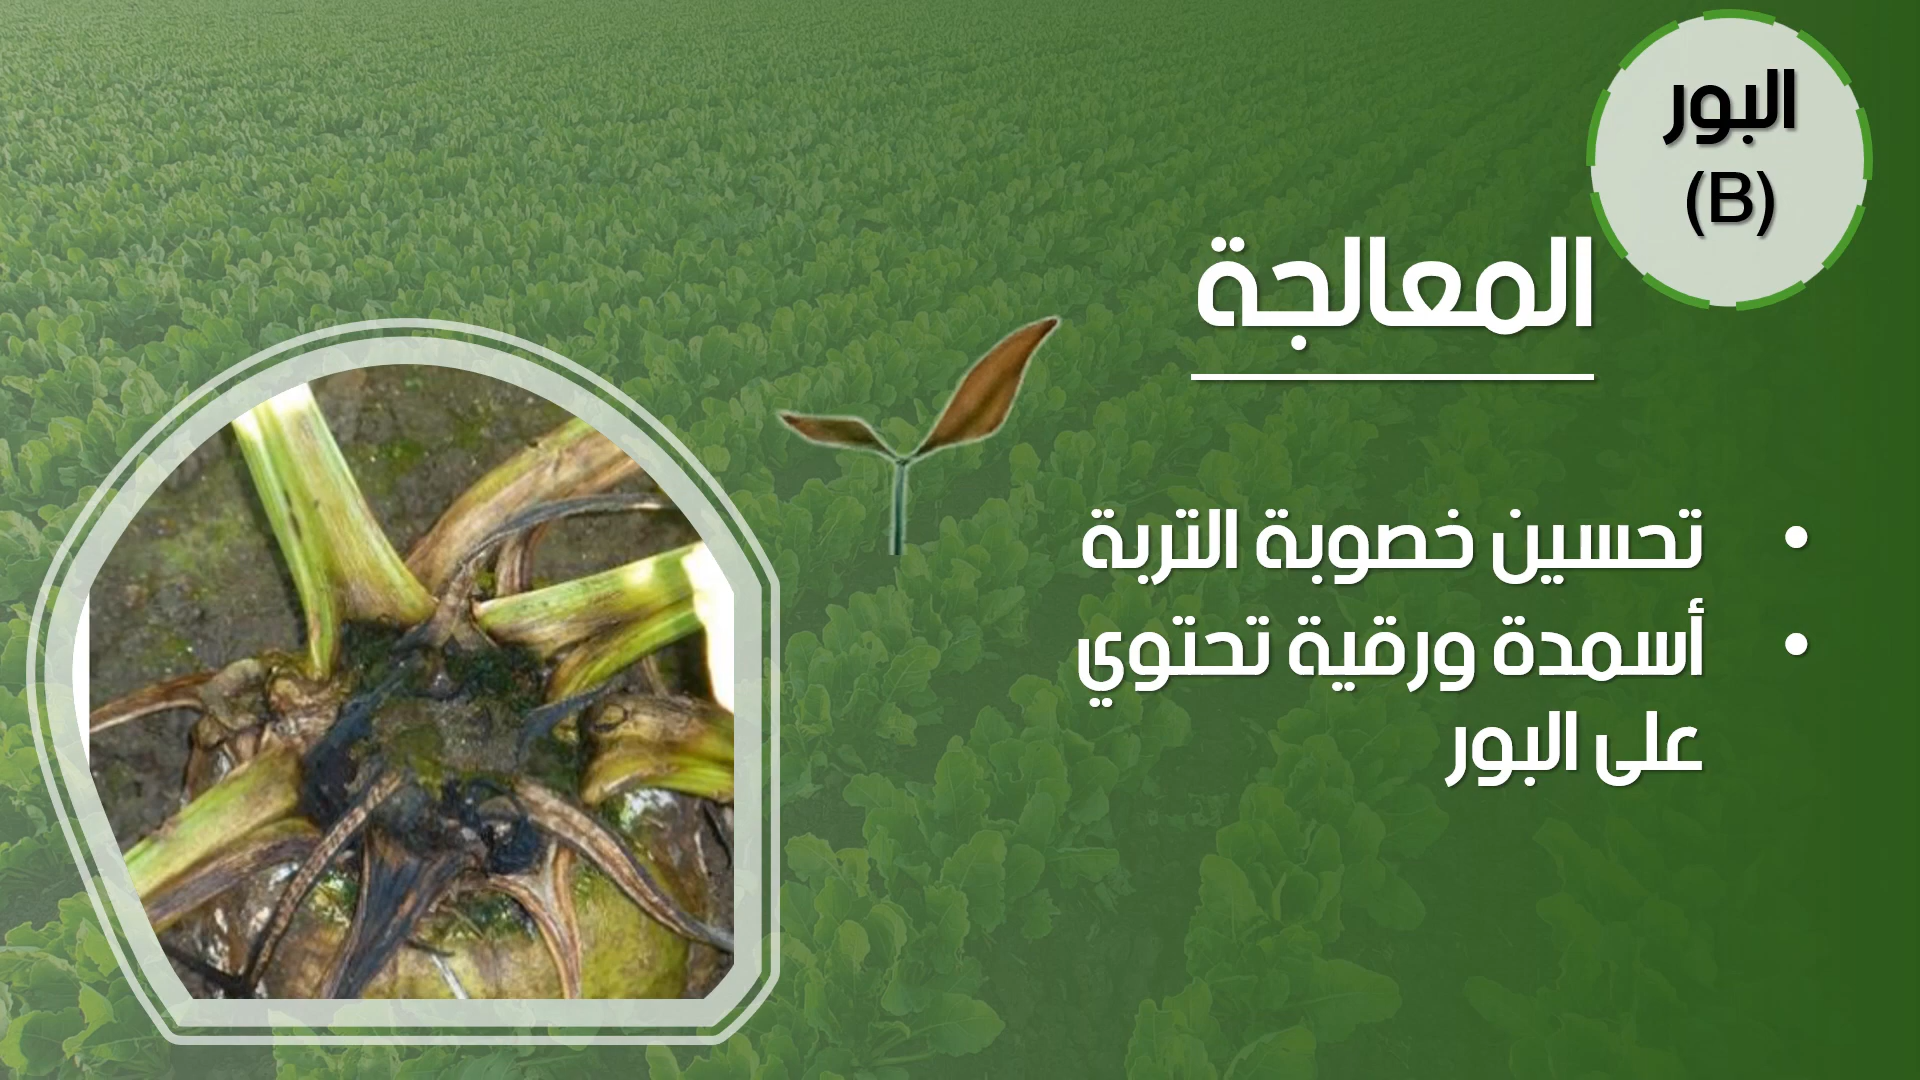 البور
(B)
المعالجة
• تحسين خصوبة التربة
• أسمدة ورقية تحتوي
على البور